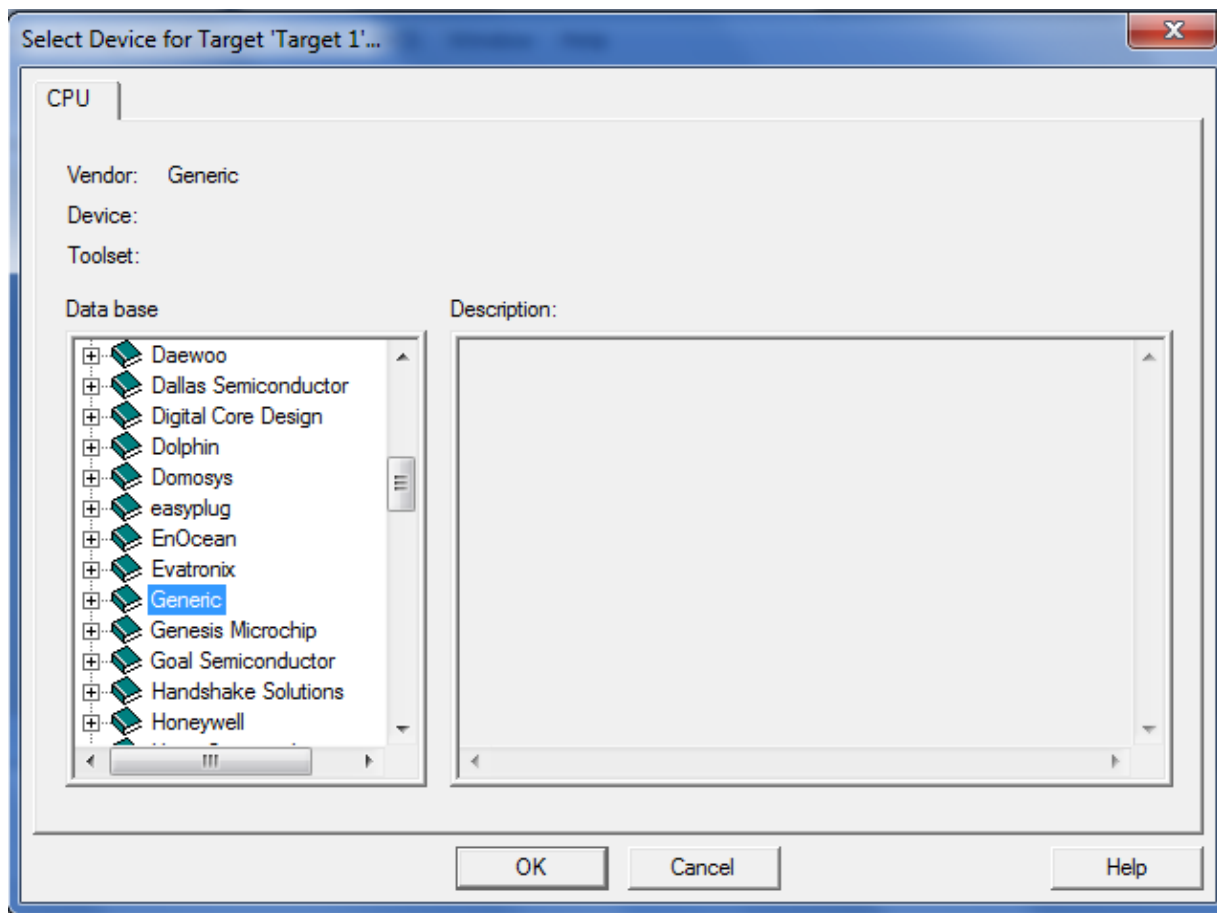 Select Device for Target 'Target 1'...
CPU
Vendor: Generic
Device:
Toolset:
Data base
Description:
Daewoo
Dallas Semiconductor
Digital Core Design
Dolphin
Domosys
easyplug
EnOcean
Evatronix
Generic
Genesis Microchip
Goal Semiconductor
Handshake Solutions
Honeywell
OK
Cancel
Help